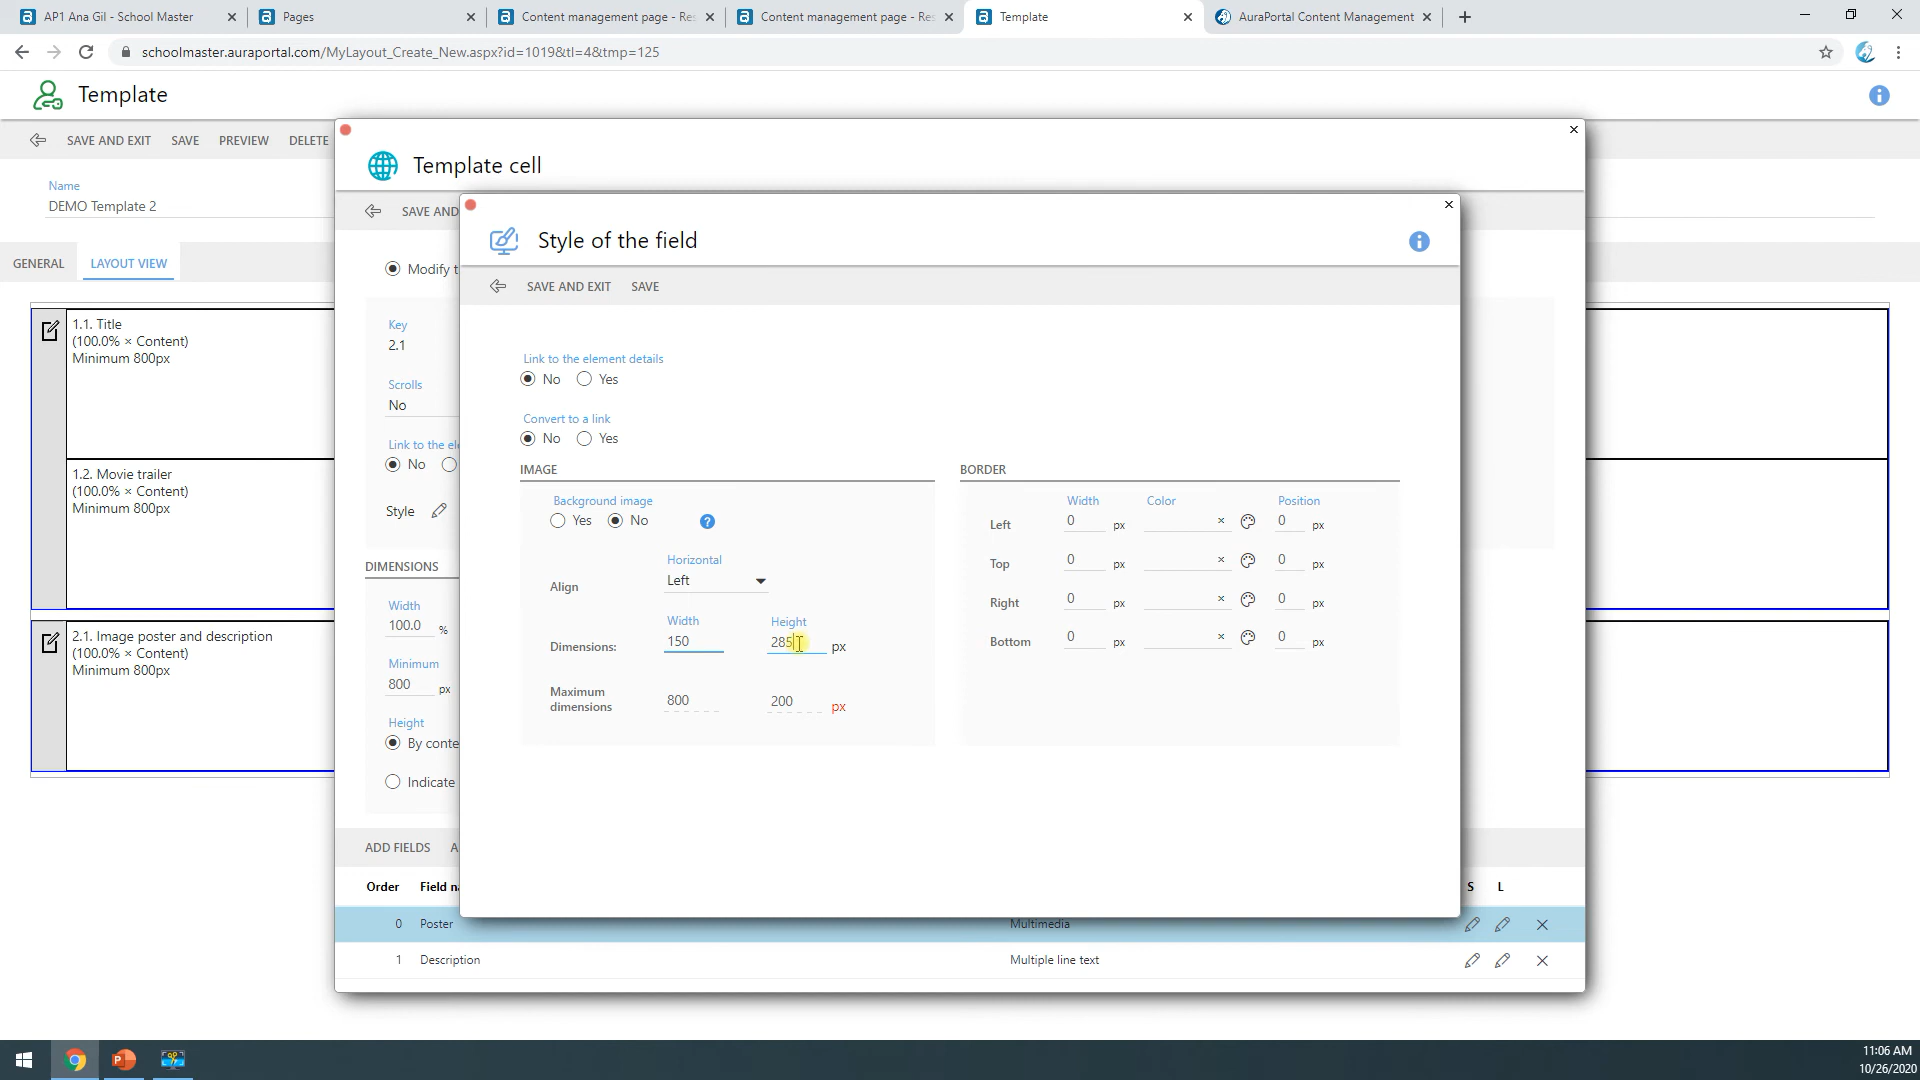 AP1 Ana Gil - School Master
Pages
Content management page - Res
Content management page - Res
Template
AuraPortal Content Management
schoolmaster.auraportal.com/MyLayout_Create_New.aspx?id=1019&tl=4&tmp=125
Template
SAVE AND EXIT SAVE PREVIEW DELETE
Name
DEMO Template 2
GENERAL LAYOUT VIEW
1.1. Title
(100.0% × Content)
Minimum 800px
1.2. Movie trailer
(100.0% × Content)
Minimum 800px
2.1. Image poster and description
(100.0% × Content)
Minimum 800px
Template cell
SAVE AND
Modify t
Key
2.1
Scrolls
No
Link to the ele
No
Style
DIMENSIONS
Width
100.0 %
Minimum
800 px
Height
By conte
Indicate
ADD FIELDS A
Order Field na S L
0 Poster Multimedia
1 Description Multiple line text
Style of the field
SAVE AND EXIT SAVE
Link to the element details
No Yes
Convert to a link
No Yes
IMAGE
Background image
Yes No ?
Horizontal
Align Left
Width Height
Dimensions: 150 285 px
Maximum
dimensions 800 200 px
BORDER
Width Color Position
Left 0 px × 0 px
Top 0 px × 0 px
Right 0 px × 0 px
Bottom 0 px × 0 px
11:06 AM
10/26/2020